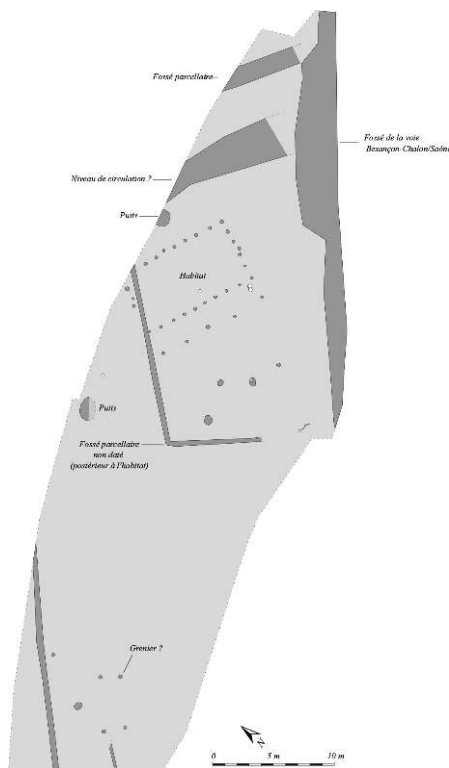 Fossé parcellaire
Fossé de la voie
Besançon-Chalon/Saône
Niveau de circulation ?
Puits
Habitat
Puits
Fossé parcellaire
non daté
(postérieur à l'habitat)
Grenier ?
N
0 5 m 10 m